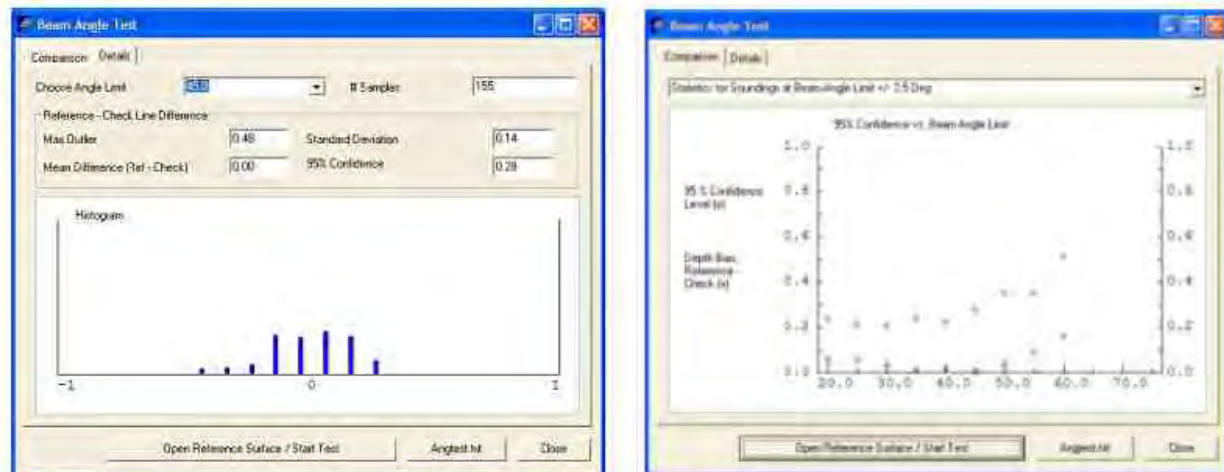 Beam Angle Test
Comparison Details
Choose Angle Limit 45.0 # Samples 155
Reference - Check Line Difference
Max Outlier 0.48 Standard Deviation 0.14
Mean Difference (Ref - Check) 0.00 95% Confidence 0.28
Histogram
-1 0 1
Open Reference Surface / Start Test Angtest.txt Close
Beam Angle Test
Comparison Details
Statistics for Soundings at Beam Angle Limit +/- 2.5 Deg
95% Confidence vs. Beam Angle Limit
1.0 1.0
95 % Confidence
Level (o)
0.8 0.8
0.6 0.6
Depth Bias,
Reference -
Check (x)
0.4 0.4
0.2 0.2
0.0 0.0
20.0 30.0 40.0 50.0 60.0 70.0
Open Reference Surface / Start Test Angtest.txt Close